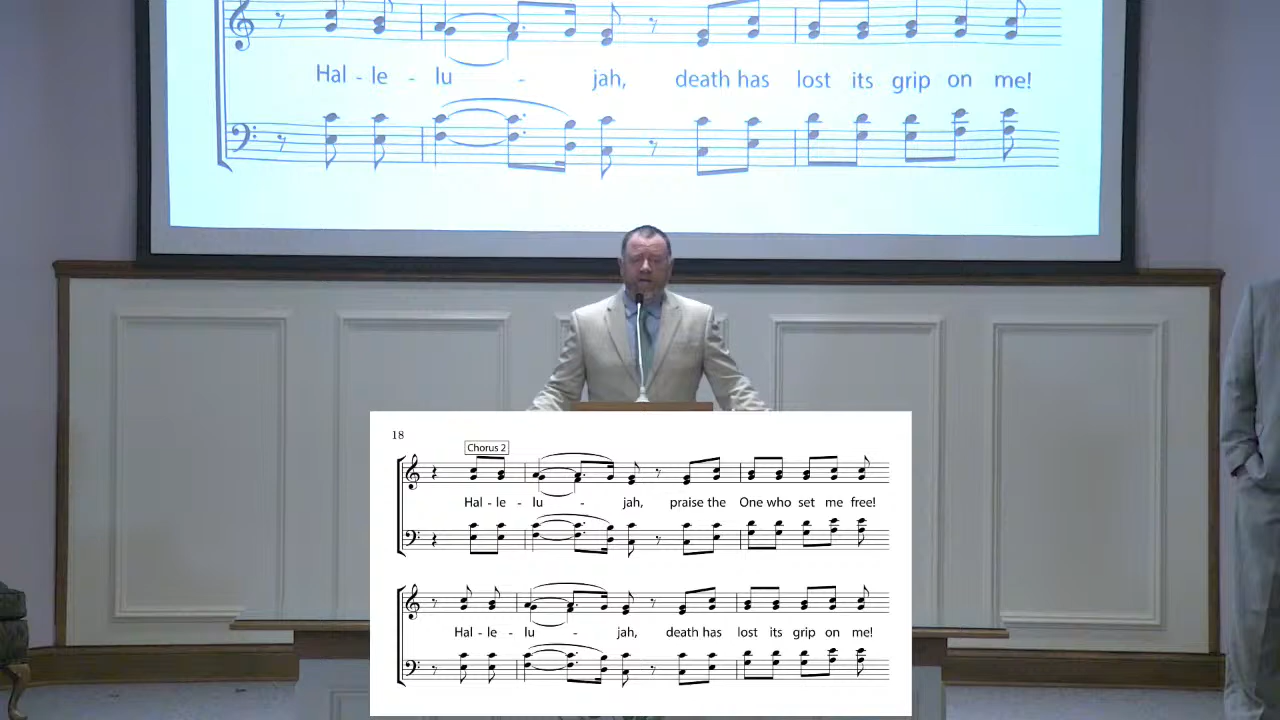 Hal - le - lu - jah, death has lost its grip on me!
18
Chorus 2
Hal - le - lu - jah, praise the One who set me free!
Hal - le - lu - jah, death has lost its grip on me!